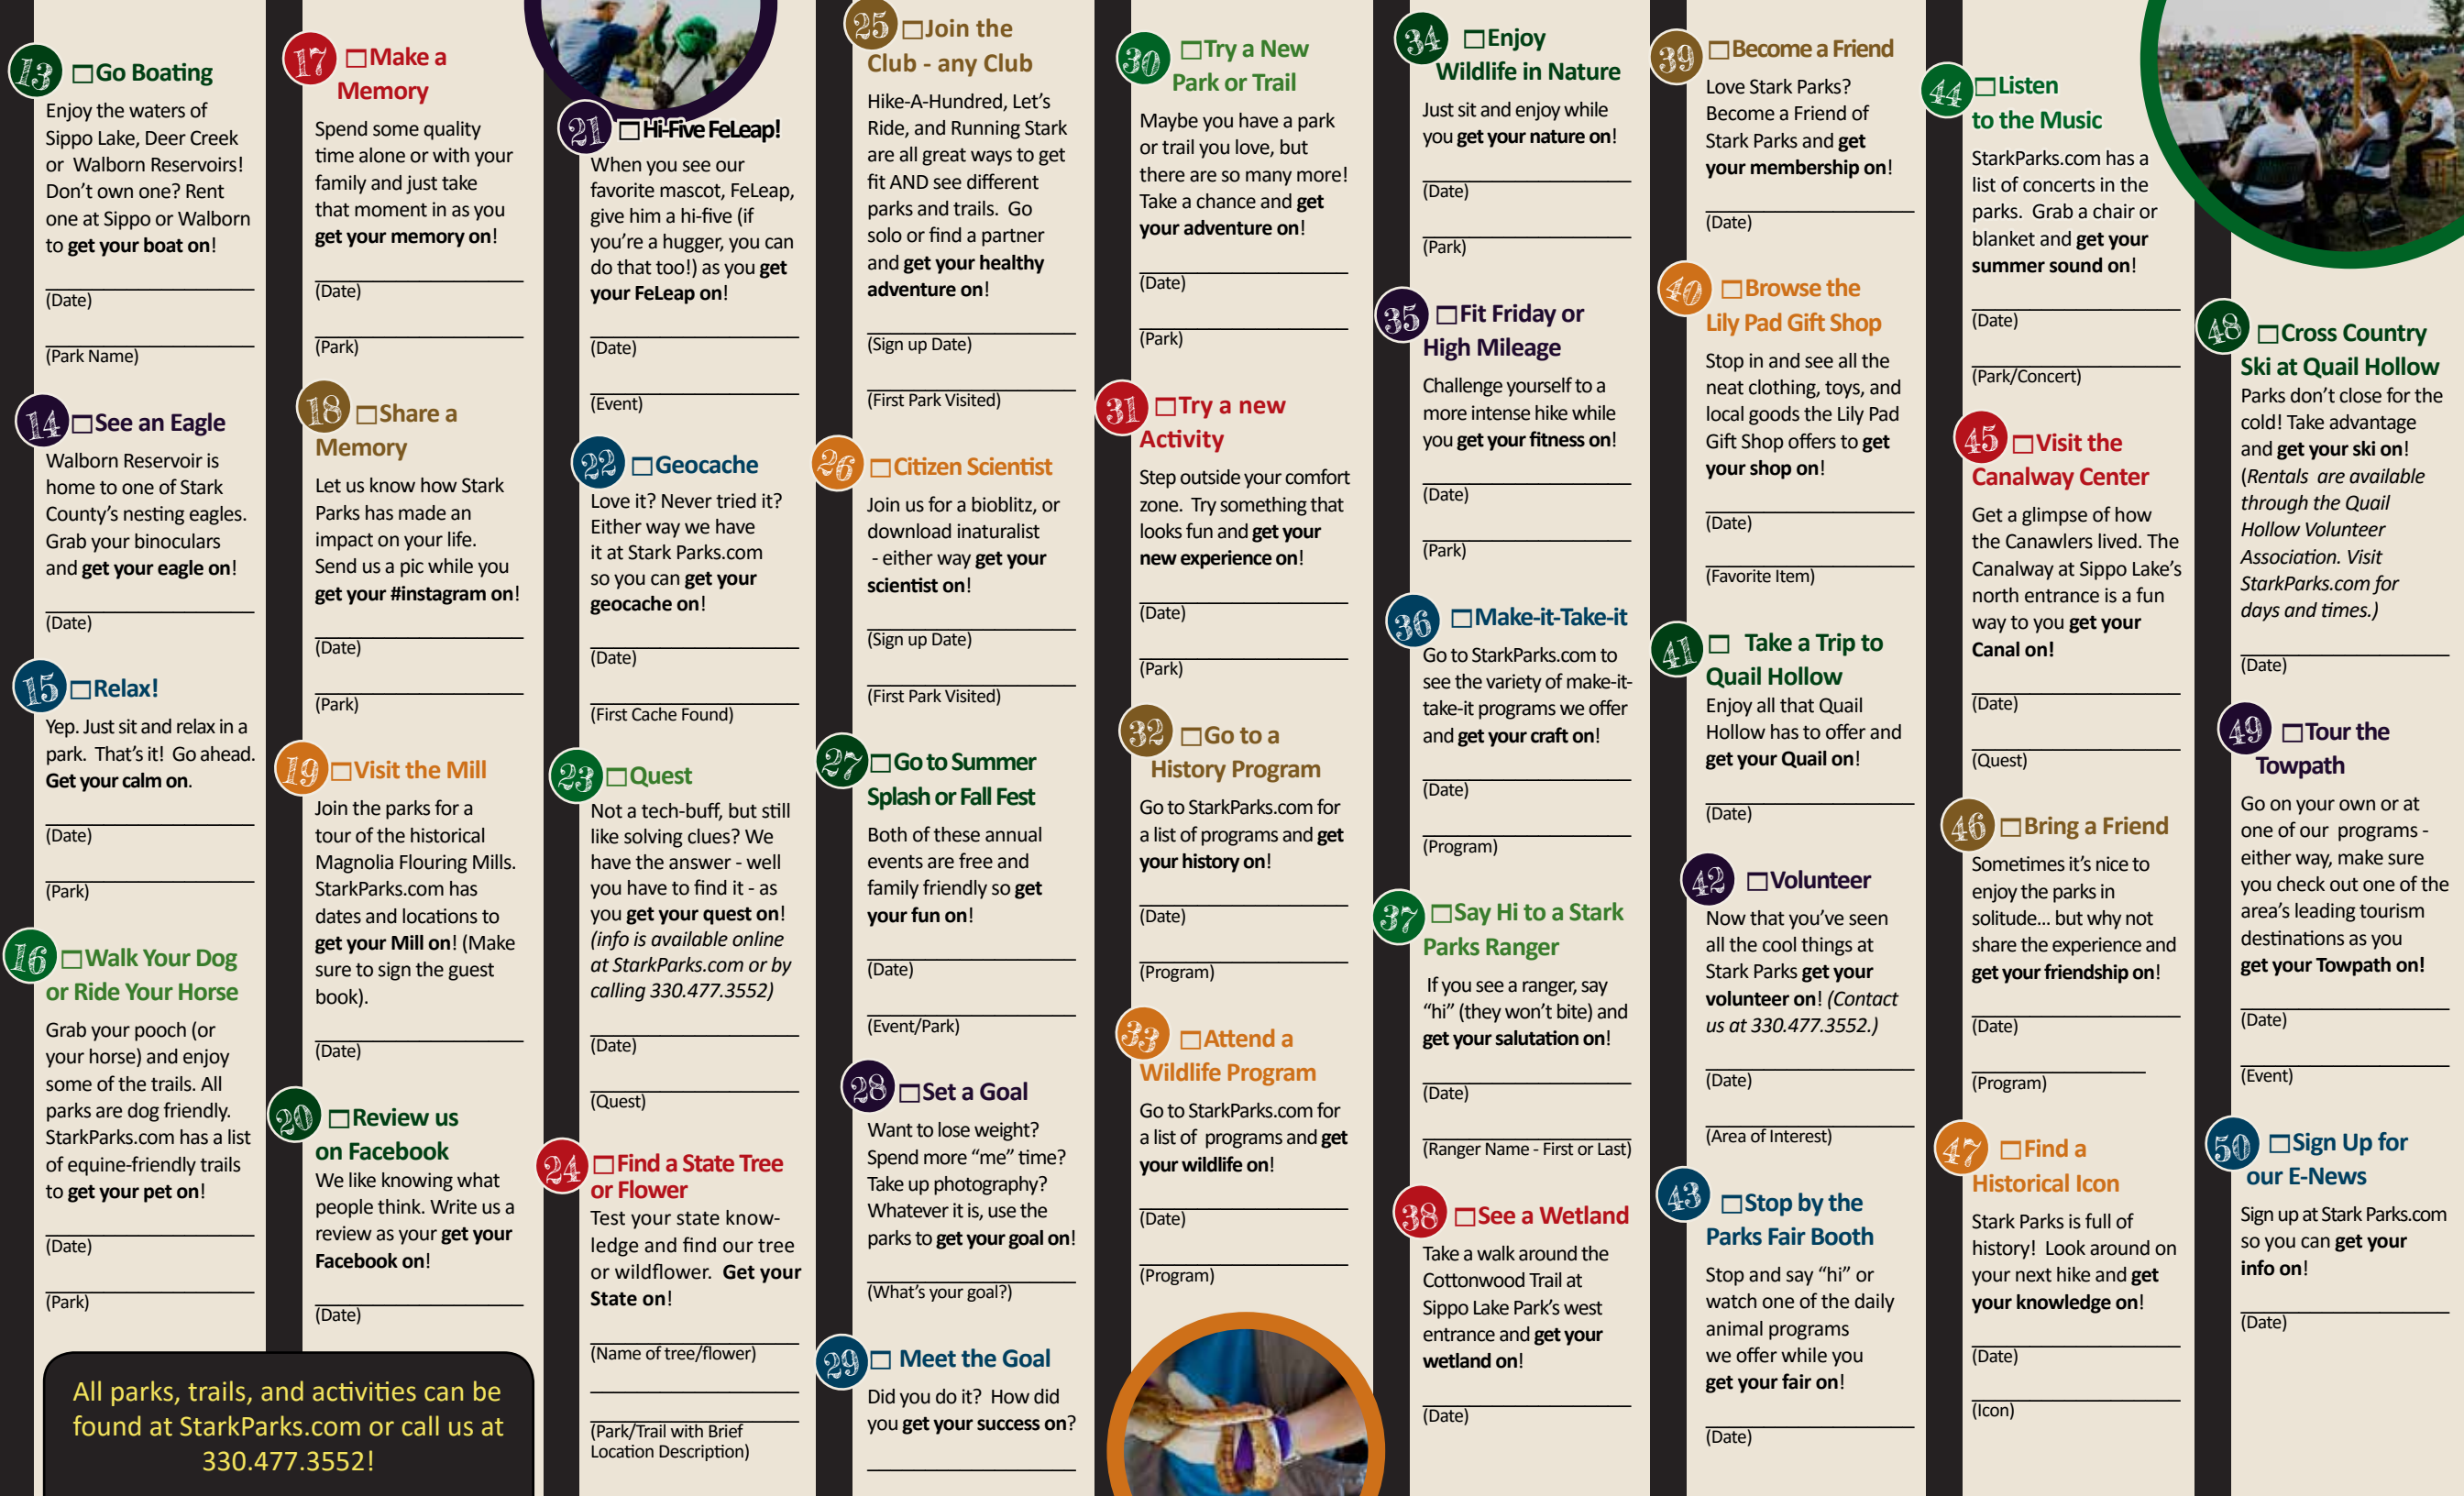 13 Go Boating
Enjoy the waters of
Sippo Lake, Deer Creek
or Walborn Reservoirs!
Don't own one? Rent
one at Sippo or Walborn
to get your boat on!
(Date)
(Park Name)
14 See an Eagle
Walborn Reservoir is
home to one of Stark
County's nesting eagles.
Grab your binoculars
and get your eagle on!
(Date)
15 Relax!
Yep. Just sit and relax in a
park. That's it! Go ahead.
Get your calm on.
(Date)
(Park)
16 Walk Your Dog
or Ride Your Horse
Grab your pooch (or
your horse) and enjoy
some of the trails. All
parks are dog friendly.
StarkParks.com has a list
of equine-friendly trails
to get your pet on!
(Date)
(Park)
17 Make a
Memory
Spend some quality
time alone or with your
family and just take
that moment in as you
get your memory on!
(Date)
(Park)
18 Share a
Memory
Let us know how Stark
Parks has made an
impact on your life.
Send us a pic while you
get your #instagram on!
(Date)
(Park)
19 Visit the Mill
Join the parks for a
tour of the historical
Magnolia Flouring Mills.
StarkParks.com has
dates and locations to
get your Mill on! (Make
sure to sign the guest
book).
(Date)
20 Review us
on Facebook
We like knowing what
people think. Write us a
review as your get your
Facebook on!
(Date)
All parks, trails, and activities can be
found at StarkParks.com or call us at
330.477.3552!
21 Hi-Five FeLeap!
When you see our
favorite mascot, FeLeap,
give him a hi-five (if
you're a hugger, you can
do that too!) as you get
your FeLeap on!
(Date)
(Event)
22 Geocache
Love it? Never tried it?
Either way we have
it at Stark Parks.com
so you can get your
geocache on!
(Date)
(First Cache Found)
23 Quest
Not a tech-buff, but still
like solving clues? We
have the answer - well
you have to find it - as
you get your quest on!
(info is available online
at StarkParks.com or by
calling 330.477.3552)
(Date)
(Quest)
24 Find a State Tree
or Flower
Test your state know-
ledge and find our tree
or wildflower. Get your
State on!
(Name of tree/flower)
(Park/Trail with Brief
Location Description)
25 Join the
Club - any Club
Hike-A-Hundred, Let's
Ride, and Running Stark
are all great ways to get
fit AND see different
parks and trails. Go
solo or find a partner
and get your healthy
adventure on!
(Sign up Date)
(First Park Visited)
26 Citizen Scientist
Join us for a bioblitz, or
download inaturalist
- either way get your
scientist on!
(Sign up Date)
(First Park Visited)
27 Go to Summer
Splash or Fall Fest
Both of these annual
events are free and
family friendly so get
your fun on!
(Date)
(Event/Park)
28 Set a Goal
Want to lose weight?
Spend more “me” time?
Take up photography?
Whatever it is, use the
parks to get your goal on!
(What's your goal?)
29 Meet the Goal
Did you do it? How did
you get your success on?
30 Try a New
Park or Trail
Maybe you have a park
or trail you love, but
there are so many more!
Take a chance and get
your adventure on!
(Date)
(Park)
31 Try a new
Activity
Step outside your comfort
zone. Try something that
looks fun and get your
new experience on!
(Date)
(Park)
32 Go to a
History Program
Go to StarkParks.com for
a list of programs and get
your history on!
(Date)
(Program)
33 Attend a
Wildlife Program
Go to StarkParks.com for
a list of programs and get
your wildlife on!
(Date)
(Program)
34 Enjoy
Wildlife in Nature
Just sit and enjoy while
you get your nature on!
(Date)
(Park)
35 Fit Friday or
High Mileage
Challenge yourself to a
more intense hike while
you get your fitness on!
(Date)
(Park)
36 Make-it-Take-it
Go to StarkParks.com to
see the variety of make-it-
take-it programs we offer
and get your craft on!
(Date)
(Program)
37 Say Hi to a Stark
Parks Ranger
If you see a ranger, say
“hi” (they won't bite) and
get your salutation on!
(Date)
(Ranger Name - First or Last)
38 See a Wetland
Take a walk around the
Cottonwood Trail at
Sippo Lake Park's west
entrance and get your
wetland on!
(Date)
39 Become a Friend
Love Stark Parks?
Become a Friend of
Stark Parks and get
your membership on!
(Date)
40 Browse the
Lily Pad Gift Shop
Stop in and see all the
neat clothing, toys, and
local goods the Lily Pad
Gift Shop offers to get
your shop on!
(Date)
(Favorite Item)
41 Take a Trip to
Quail Hollow
Enjoy all that Quail
Hollow has to offer and
get your Quail on!
(Date)
42 Volunteer
Now that you've seen
all the cool things at
Stark Parks get your
volunteer on! (Contact
us at 330.477.3552.)
(Date)
(Area of Interest)
43 Stop by the
Parks Fair Booth
Stop and say “hi” or
watch one of the daily
animal programs
we offer while you
get your fair on!
(Date)
44 Listen
to the Music
StarkParks.com has a
list of concerts in the
parks. Grab a chair or
blanket and get your
summer sound on!
(Date)
(Park/Concert)
45 Visit the
Canalway Center
Get a glimpse of how
the Canawlers lived. The
Canalway at Sippo Lake's
north entrance is a fun
way to you get your
Canal on!
(Date)
(Quest)
46 Bring a Friend
Sometimes it's nice to
enjoy the parks in
solitude... but why not
share the experience and
get your friendship on!
(Date)
(Program)
47 Find a
Historical Icon
Stark Parks is full of
history! Look around on
your next hike and get
your knowledge on!
(Date)
(Icon)
48 Cross Country
Ski at Quail Hollow
Parks don't close for the
cold! Take advantage
and get your ski on!
(Rentals are available
through the Quail
Hollow Volunteer
Association. Visit
StarkParks.com for
days and times.)
(Date)
49 Tour the
Towpath
Go on your own or at
one of our programs -
either way, make sure
you check out one of the
area's leading tourism
destinations as you
get your Towpath on!
(Date)
(Event)
50 Sign Up for
our E-News
Sign up at Stark Parks.com
so you can get your
info on!
(Date)